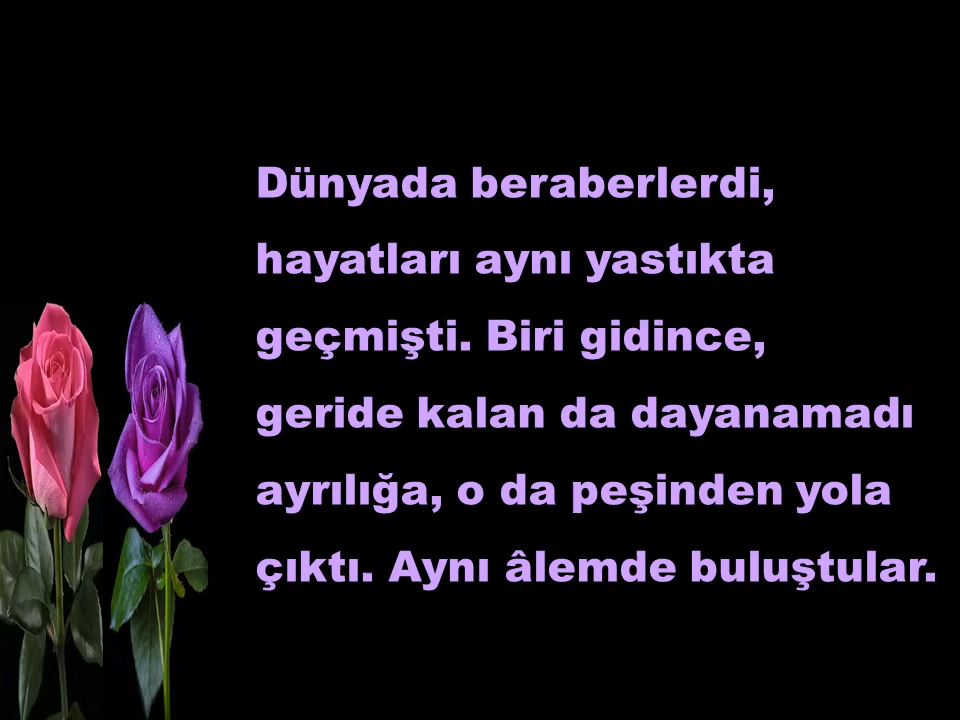 Dünyada beraberlerdi,
hayatları aynı yastıkta
geçmişti. Biri gidince,
geride kalan da dayanamadı
ayrılığa, o da peşinden yola
çıktı. Aynı âlemde buluştular.